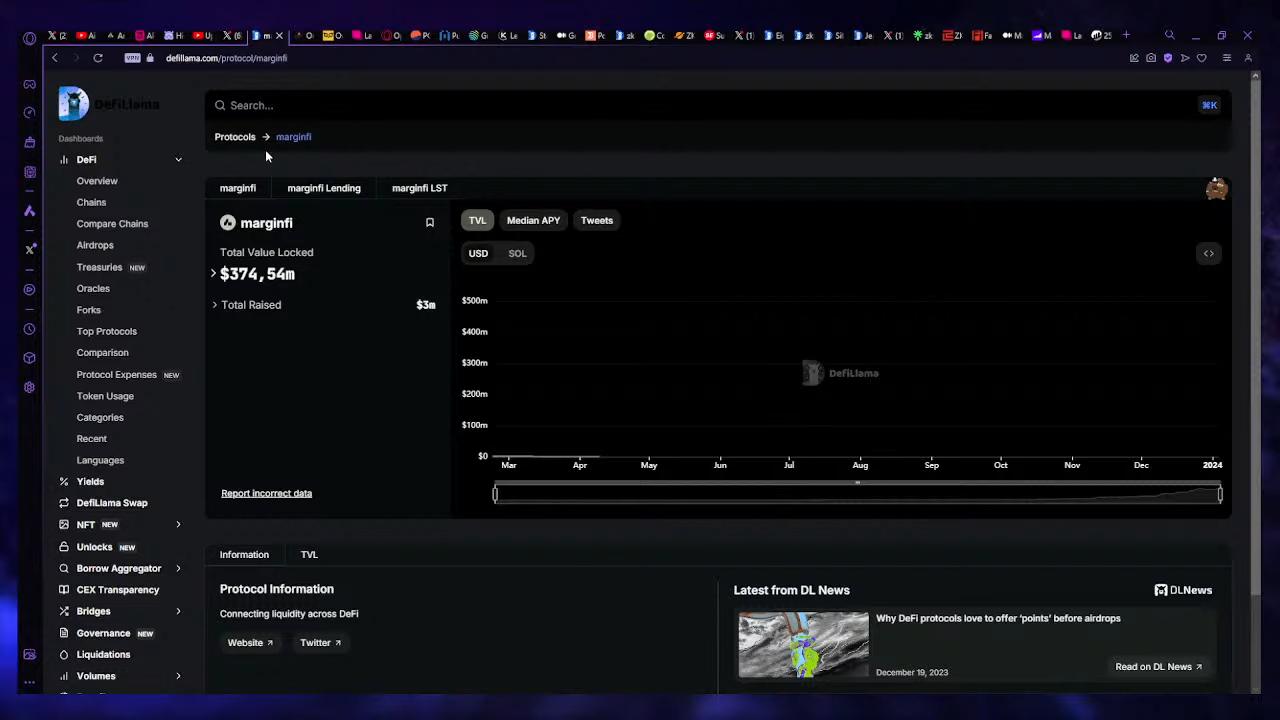 defillama.com/protocol/marginfi
VPN
DefiLlama
Search...
⌘K
Protocols → marginfi
Dashboards
DeFi
Overview
Chains
Compare Chains
Airdrops
Treasuries NEW
Oracles
Forks
Top Protocols
Comparison
Protocol Expenses NEW
Token Usage
Categories
Recent
Languages
Yields
DefiLlama Swap
NFT NEW
Unlocks NEW
Borrow Aggregator
CEX Transparency
Bridges
Governance NEW
Liquidations
Volumes
marginfi marginfi Lending marginfi LST
marginfi
Total Value Locked
$374,54m
Total Raised $3m
Report incorrect data
TVL Median APY Tweets
USD SOL
$500m
$400m
$300m
$200m
$100m
$0
DefiLlama
Mar Apr May Jun Jul Aug Sep Oct Nov Dec 2024
Information TVL
Protocol Information
Connecting liquidity across DeFi
Website Twitter
Latest from DL News
DLNews
Why DeFi protocols love to offer ‘points’ before airdrops
December 19, 2023
Read on DL News